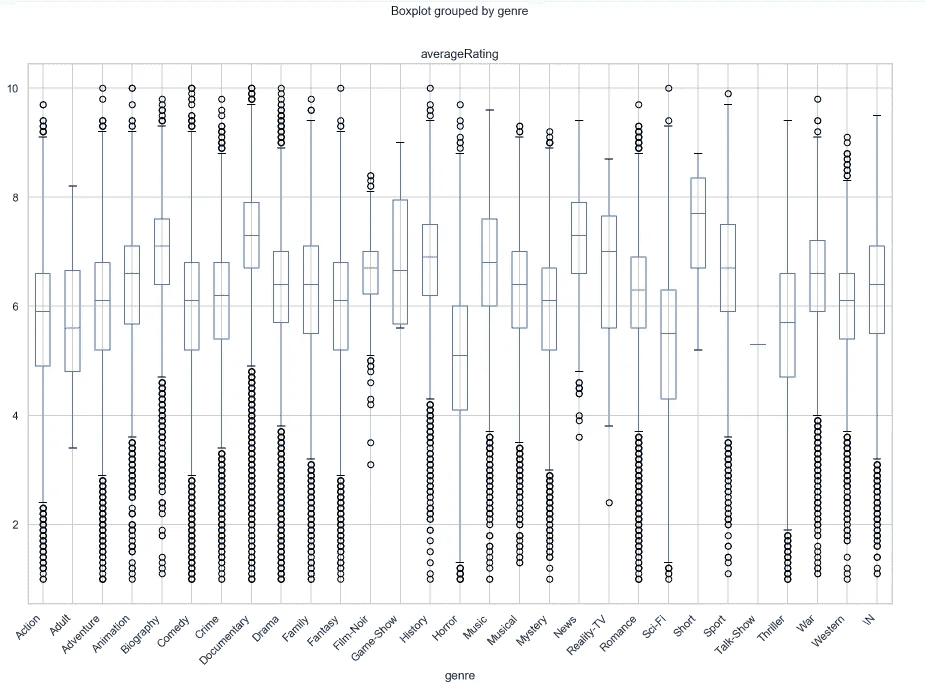 Boxplot grouped by genre
averageRating
10
8
6
4
2
Action
Adult
Adventure
Animation
Biography
Comedy
Crime
Documentary
Drama
Family
Fantasy
Film-Noir
Game-Show
History
Horror
Music
Musical
Mystery
News
Reality-TV
Romance
Sci-Fi
Short
Sport
Talk-Show
Thriller
War
Western
\N
genre